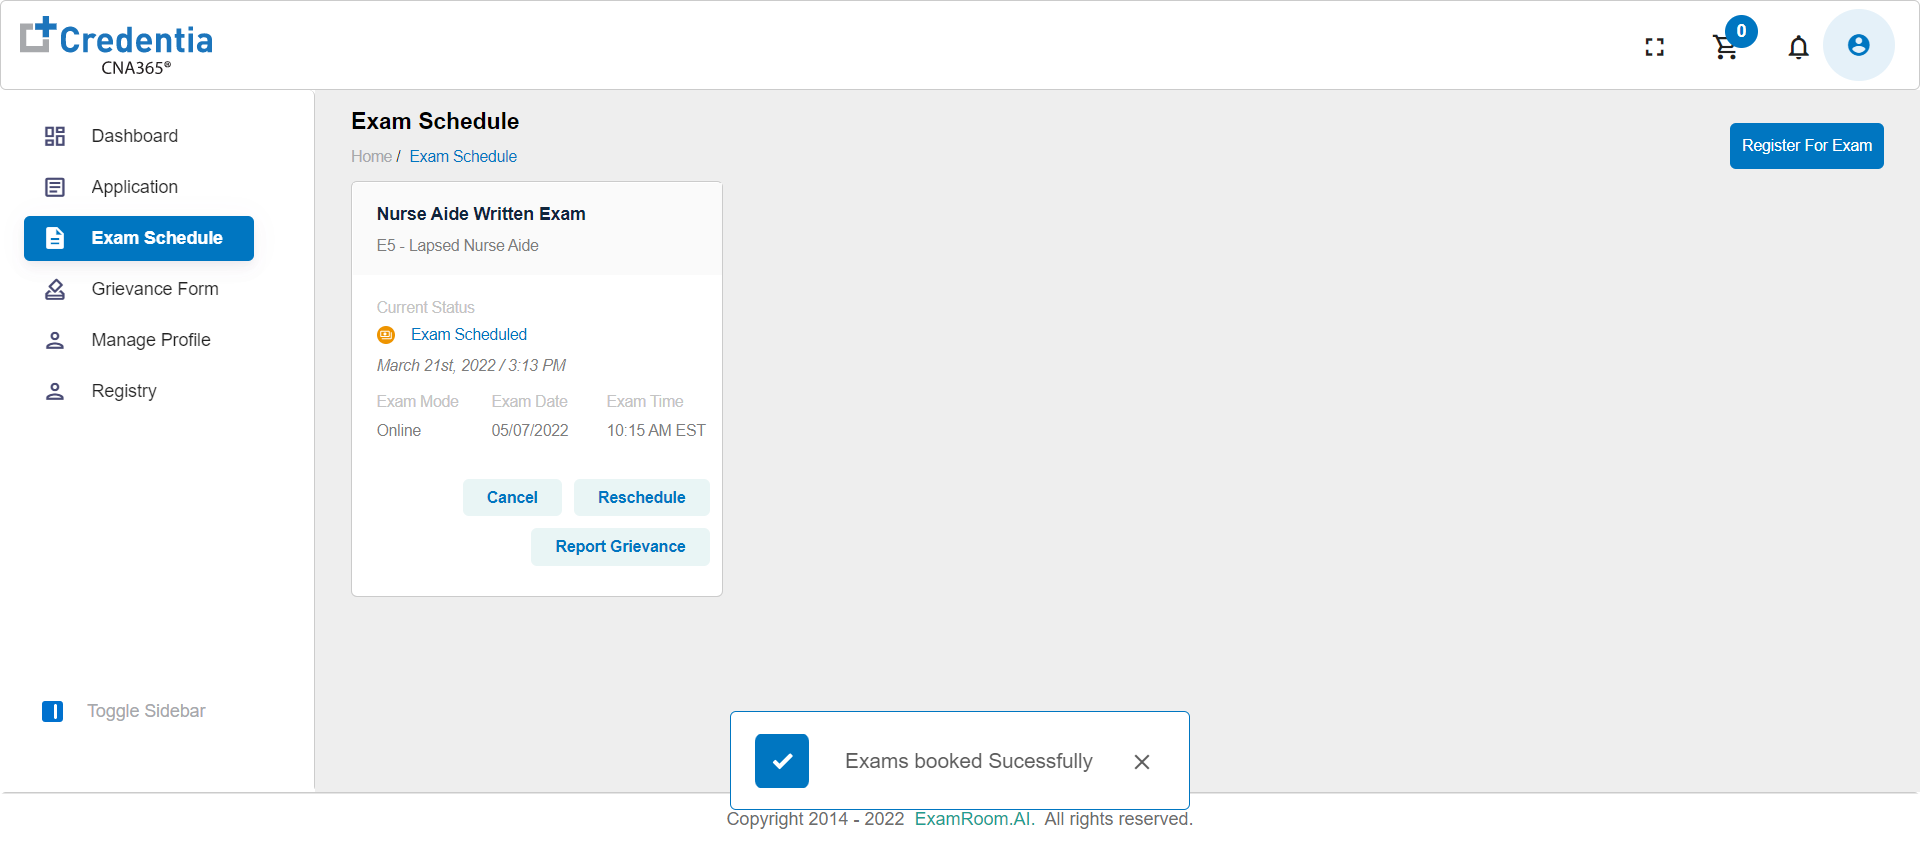 Credentia
CNA365®
0
Dashboard
Application
Exam Schedule
Grievance Form
Manage Profile
Registry
Toggle Sidebar
Exam Schedule
Home / Exam Schedule
Register For Exam
Nurse Aide Written Exam
E5 - Lapsed Nurse Aide
Current Status
Exam Scheduled
March 21st, 2022 / 3:13 PM
Exam Mode Exam Date Exam Time
Online 05/07/2022 10:15 AM EST
Cancel Reschedule
Report Grievance
Exams booked Sucessfully
Copyright 2014 - 2022 ExamRoom.AI. All rights reserved.